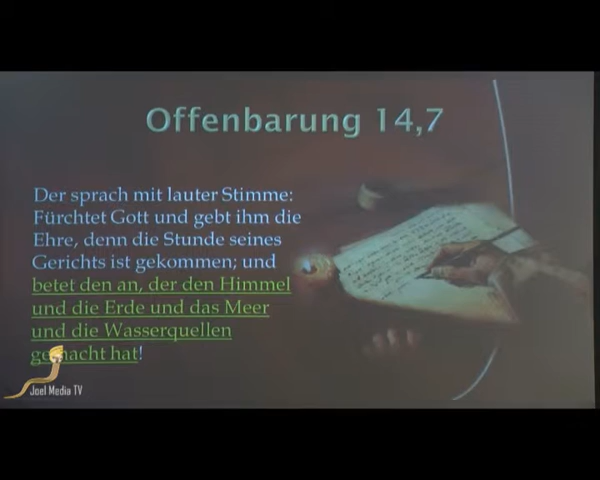 Offenbarung 14,7
Der sprach mit lauter Stimme:
Fürchtet Gott und gebt ihm die
Ehre, denn die Stunde seines
Gerichts ist gekommen; und
betet den an, der den Himmel
und die Erde und das Meer
und die Wasserquellen
gemacht hat!
Joel Media TV